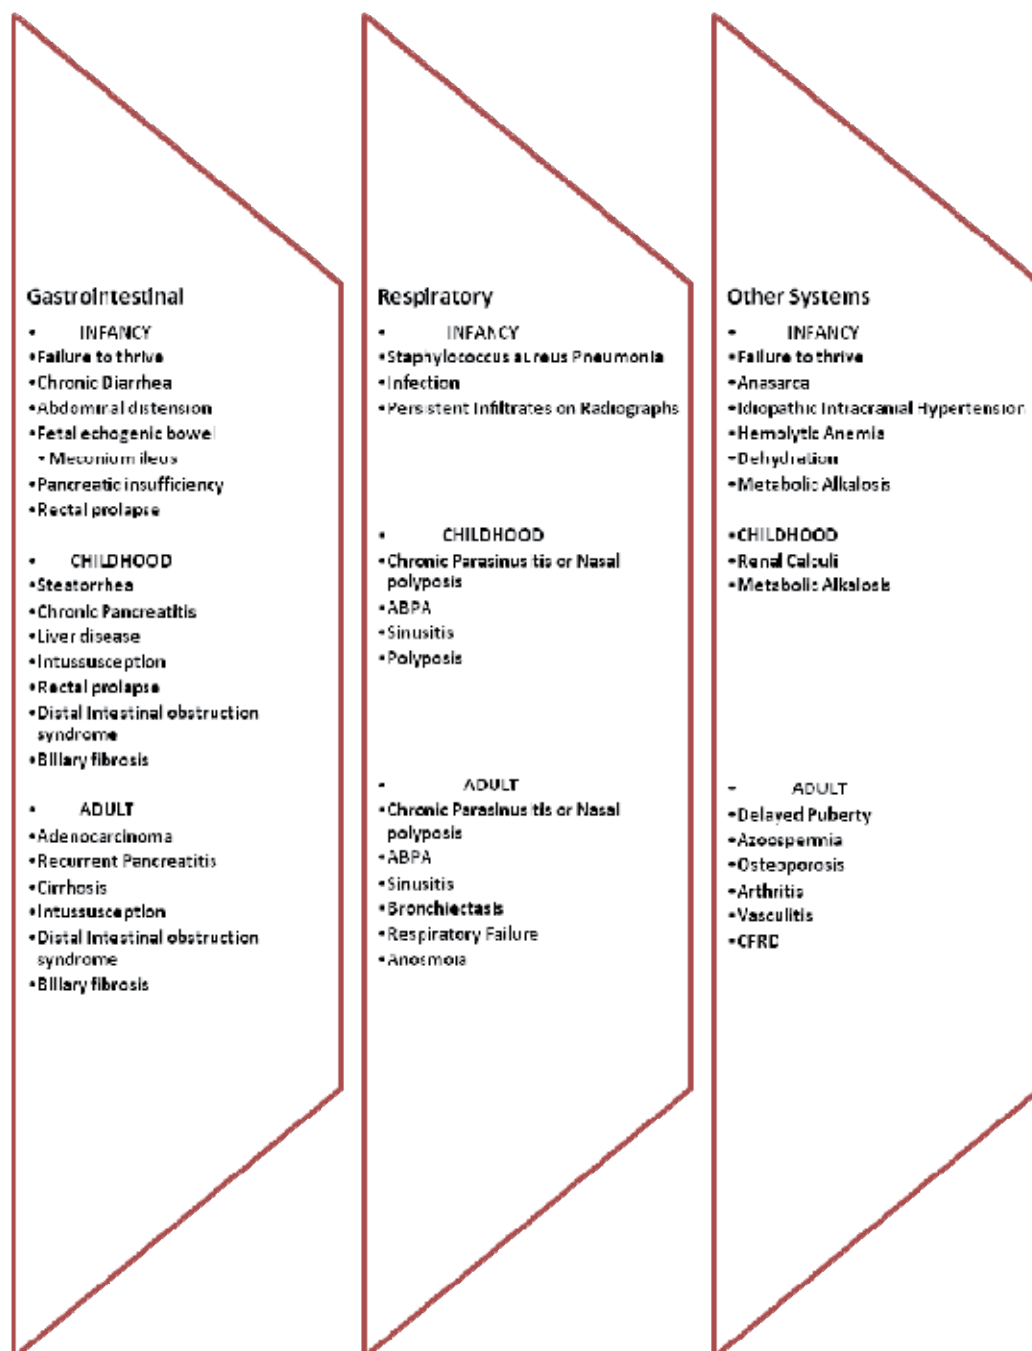 Gastrointestinal
• INFANCY
•Failure to thrive
•Chronic Diarrhea
•Abdominal distension
•Fetal echogenic bowel
• Meconium ileus
•Pancreatic insufficiency
•Rectal prolapse
• CHILDHOOD
•Steatorrhea
•Chronic Pancreatitis
•Liver disease
•Intussusception
•Rectal prolapse
•Distal Intestinal obstruction
syndrome
•Biliary fibrosis
• ADULT
•Adenocarcinoma
•Recurrent Pancreatitis
•Cirrhosis
•Intussusception
•Distal Intestinal obstruction
syndrome
•Biliary fibrosis
Respiratory
• INFANCY
•Staphylococcus aureus Pneumonia
•Infection
•Persistent Infiltrates on Radiographs
• CHILDHOOD
•Chronic Parasinusitis or Nasal
polyposis
•ABPA
•Sinusitis
•Polyposis
• ADULT
•Chronic Parasinusitis or Nasal
polyposis
•ABPA
•Sinusitis
•Bronchiectasis
•Respiratory Failure
•Anosmoia
Other Systems
• INFANCY
•Failure to thrive
•Anasarca
•Idiopathic Intracranial Hypertension
•Hemolytic Anemia
•Dehydration
•Metabolic Alkalosis
•CHILDHOOD
•Renal Calculi
•Metabolic Alkalosis
• ADULT
•Delayed Puberty
•Azoospermia
•Osteoporosis
•Arthritis
•Vasculitis
•CFRD